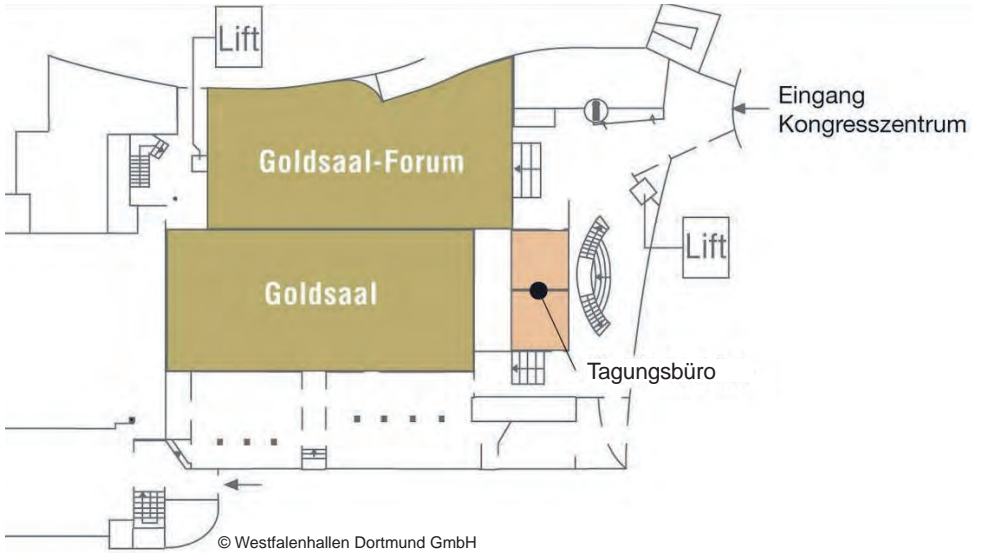 Lift
Eingang
Kongresszentrum
Goldsaal-Forum
Lift
Goldsaal
Tagungsbüro
© Westfalenhallen Dortmund GmbH